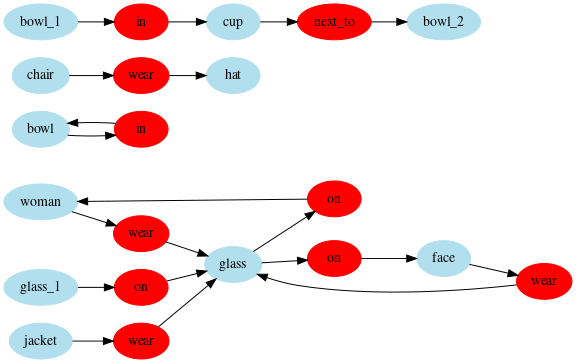 bowl_1 in cup next_to bowl_2
chair wear hat
bowl in
on
woman
wear
on face
glass
wear
glass_1 on
jacket wear